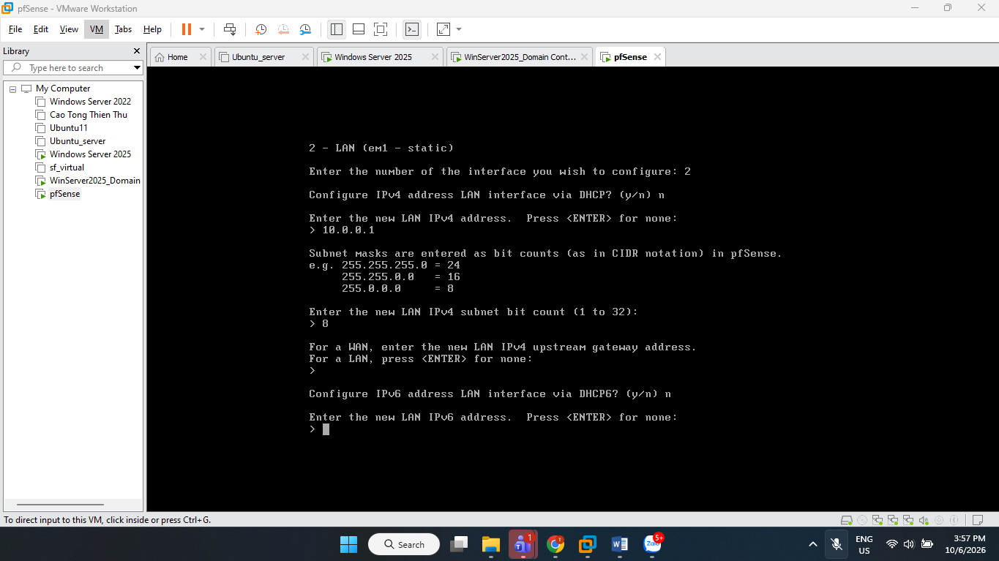 pfSense - VMware Workstation
File Edit View VM Tabs Help
Library
Type here to search
My Computer
Windows Server 2022
Cao Tong Thien Thu
Ubuntu11
Ubuntu_server
Windows Server 2025
sf_virtual
WinServer2025_Domain
pfSense
Home
Ubuntu_server
Windows Server 2025
WinServer2025_Domain Cont...
pfSense
2 - LAN (em1 - static)
Enter the number of the interface you wish to configure: 2
Configure IPv4 address LAN interface via DHCP? (y/n) n
Enter the new LAN IPv4 address.  Press <ENTER> for none:
> 10.0.0.1
Subnet masks are entered as bit counts (as in CIDR notation) in pfSense.
e.g. 255.255.255.0 = 24
255.255.0.0   = 16
255.0.0.0     = 8
Enter the new LAN IPv4 subnet bit count (1 to 32):
> 8
For a WAN, enter the new LAN IPv4 upstream gateway address.
For a LAN, press <ENTER> for none:
>
Configure IPv6 address LAN interface via DHCP6? (y/n) n
Enter the new LAN IPv6 address.  Press <ENTER> for none:
>
To direct input to this VM, click inside or press Ctrl+G.
Search
1
T
Zalo
5+
ENG
US
3:57 PM
10/6/2026